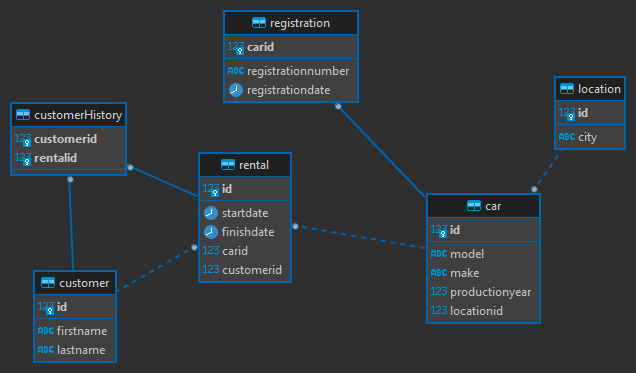 registration
123 carid
ABC registrationnumber
registrationdate
location
123 id
ABC city
customerHistory
123 customerid
123 rentalid
rental
123 id
startdate
finishdate
123 carid
123 customerid
car
123 id
ABC model
ABC make
123 productionyear
123 locationid
customer
123 id
ABC firstname
ABC lastname